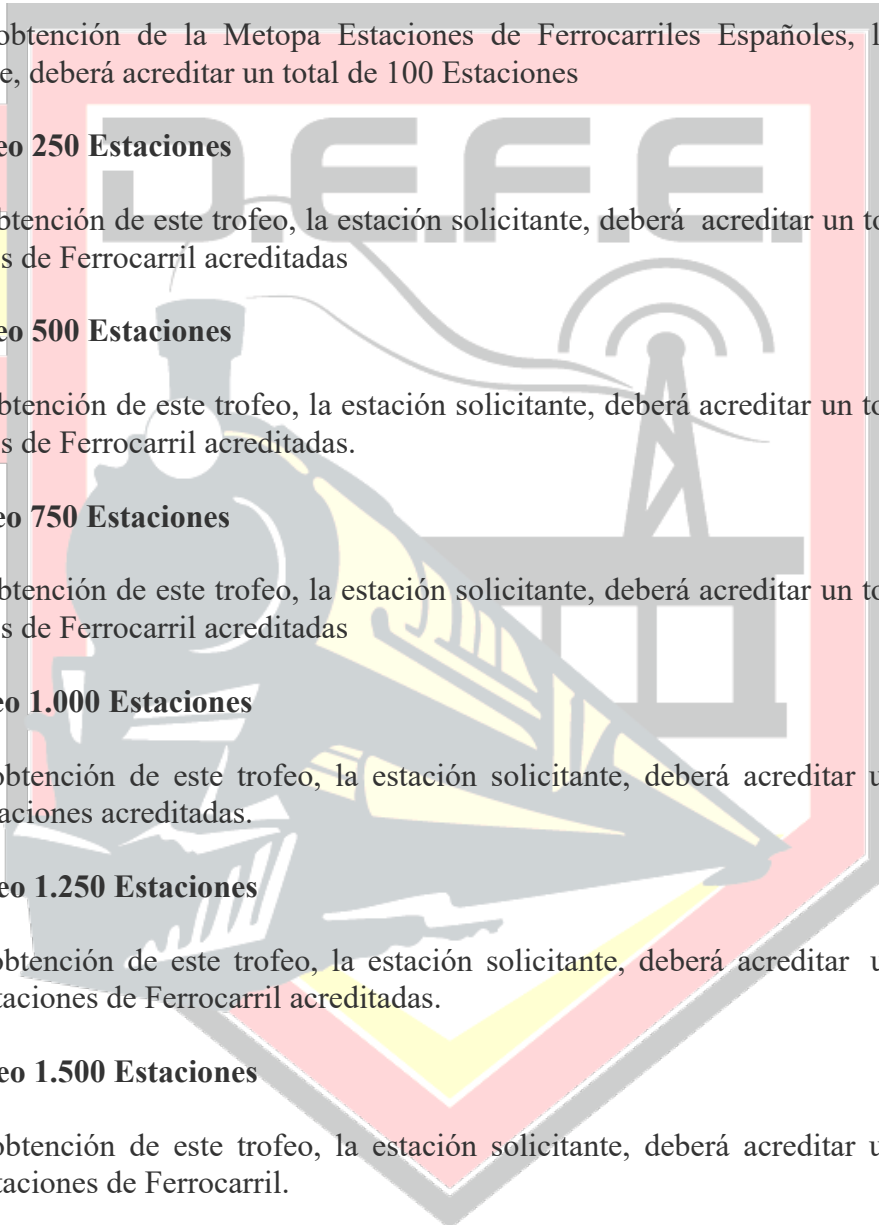 obtención de la Metopa Estaciones de Ferrocarriles Españoles, l
e, deberá acreditar un total de 100 Estaciones
D.E.F.E.
eo 250 Estaciones
btención de este trofeo, la estación solicitante, deberá acreditar un to
s de Ferrocarril acreditadas
eo 500 Estaciones
btención de este trofeo, la estación solicitante, deberá acreditar un to
s de Ferrocarril acreditadas.
eo 750 Estaciones
btención de este trofeo, la estación solicitante, deberá acreditar un to
s de Ferrocarril acreditadas
eo 1.000 Estaciones
obtención de este trofeo, la estación solicitante, deberá acreditar u
aciones acreditadas.
eo 1.250 Estaciones
obtención de este trofeo, la estación solicitante, deberá acreditar u
taciones de Ferrocarril acreditadas.
eo 1.500 Estaciones
obtención de este trofeo, la estación solicitante, deberá acreditar u
taciones de Ferrocarril.